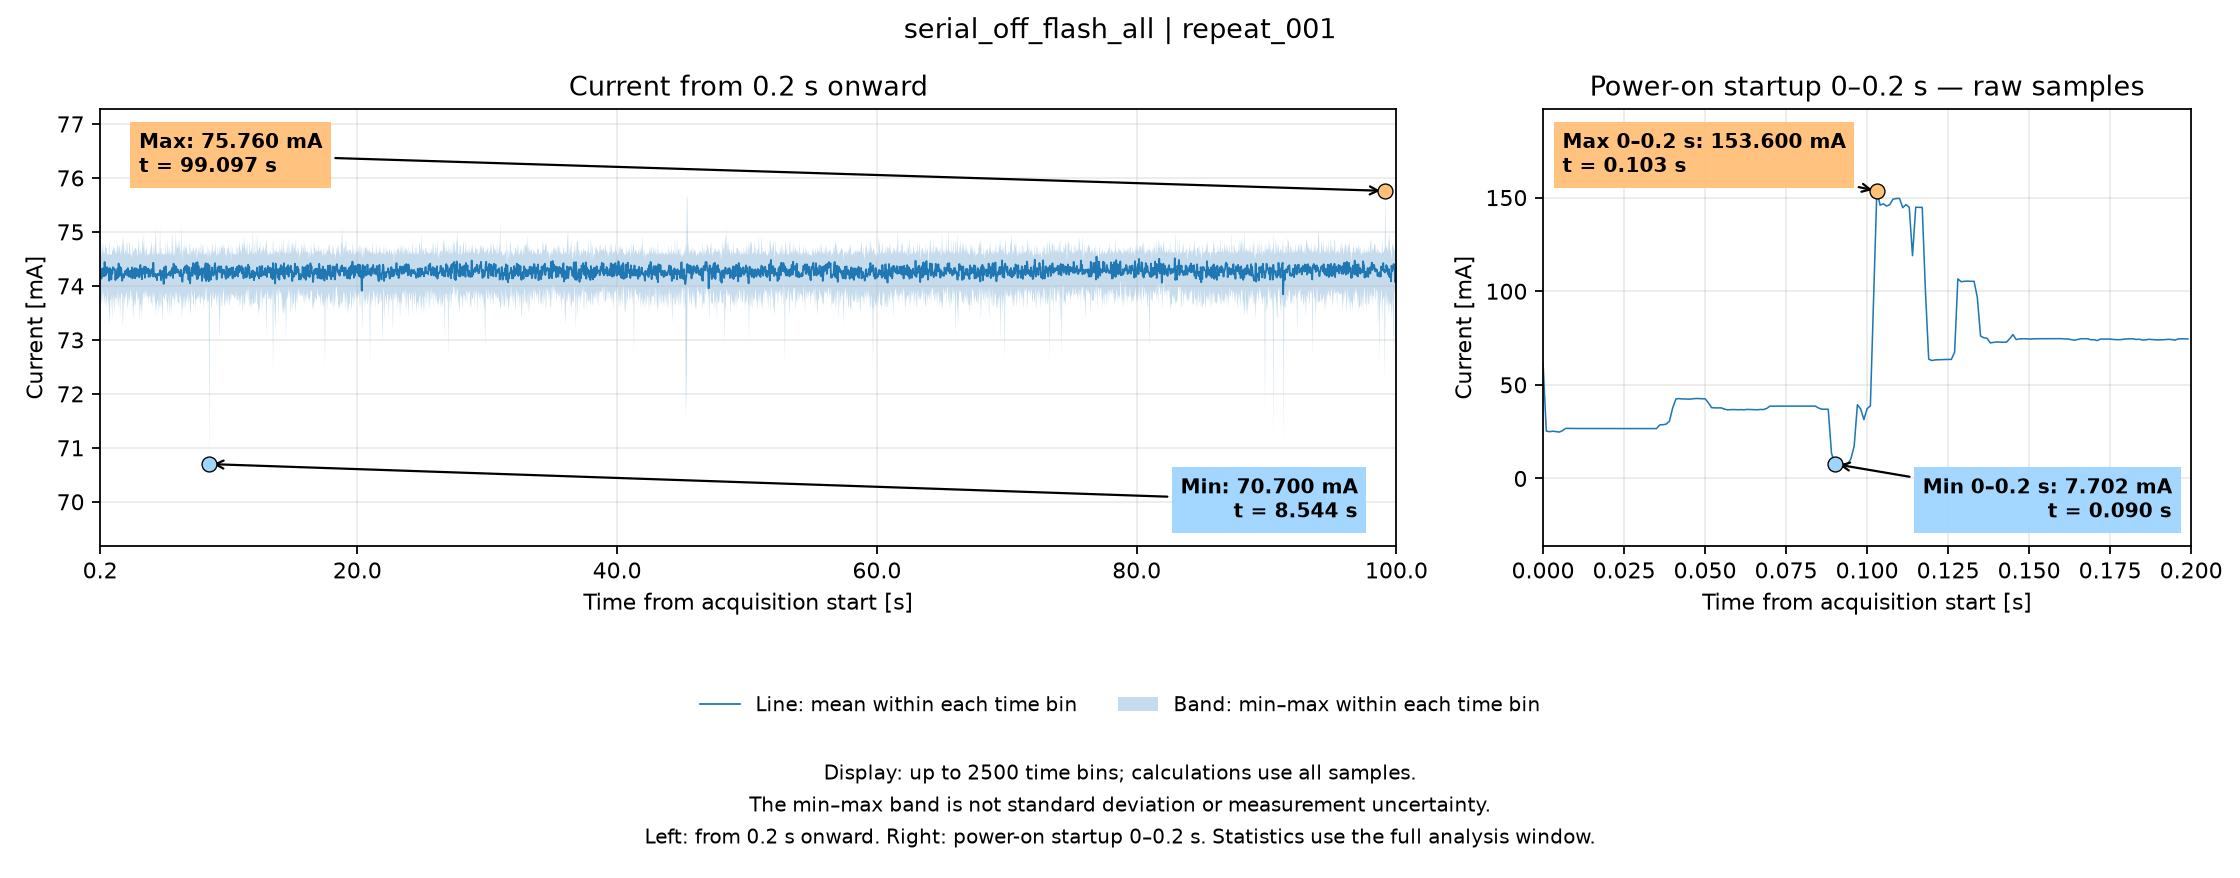 serial_off_flash_all | repeat_001
Current from 0.2 s onward
Current [mA]
77
76
75
74
73
72
71
70
Max: 75.760 mA
t = 99.097 s
Min: 70.700 mA
t = 8.544 s
0.2 20.0 40.0 60.0 80.0 100.0
Time from acquisition start [s]
Power-on startup 0–0.2 s — raw samples
Current [mA]
150
100
50
0
Max 0–0.2 s: 153.600 mA
t = 0.103 s
Min 0–0.2 s: 7.702 mA
t = 0.090 s
0.000 0.025 0.050 0.075 0.100 0.125 0.150 0.175 0.200
Time from acquisition start [s]
Line: mean within each time bin
Band: min–max within each time bin
Display: up to 2500 time bins; calculations use all samples.
The min–max band is not standard deviation or measurement uncertainty.
Left: from 0.2 s onward. Right: power-on startup 0–0.2 s. Statistics use the full analysis window.